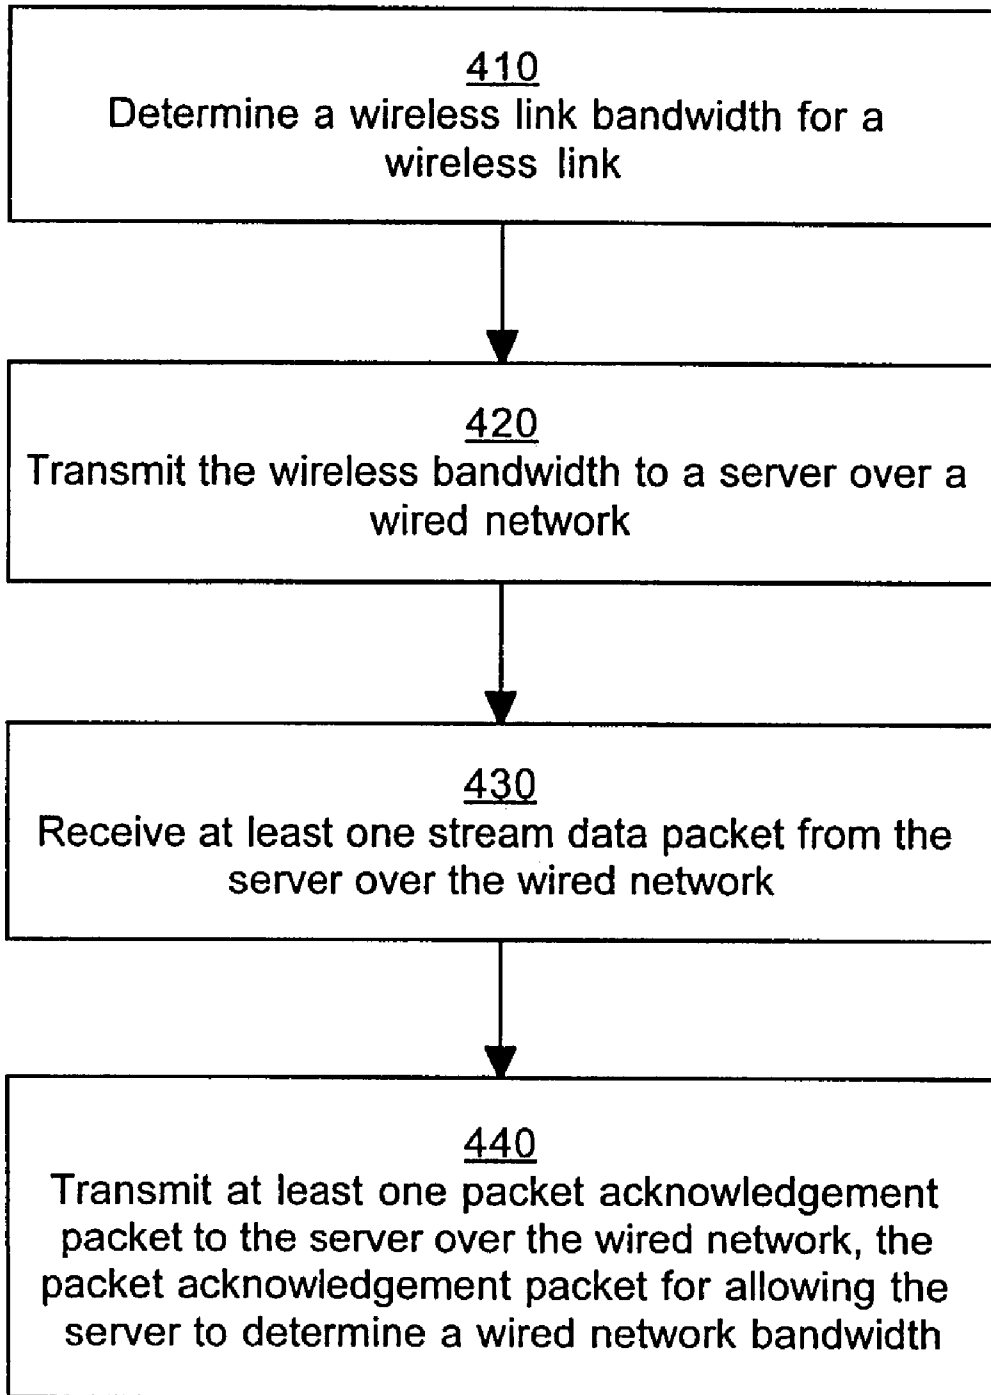 410
Determine a wireless link bandwidth for a
wireless link
420
Transmit the wireless bandwidth to a server over a
wired network
430
Receive at least one stream data packet from the
server over the wired network
440
Transmit at least one packet acknowledgement
packet to the server over the wired network, the
packet acknowledgement packet for allowing the
server to determine a wired network bandwidth